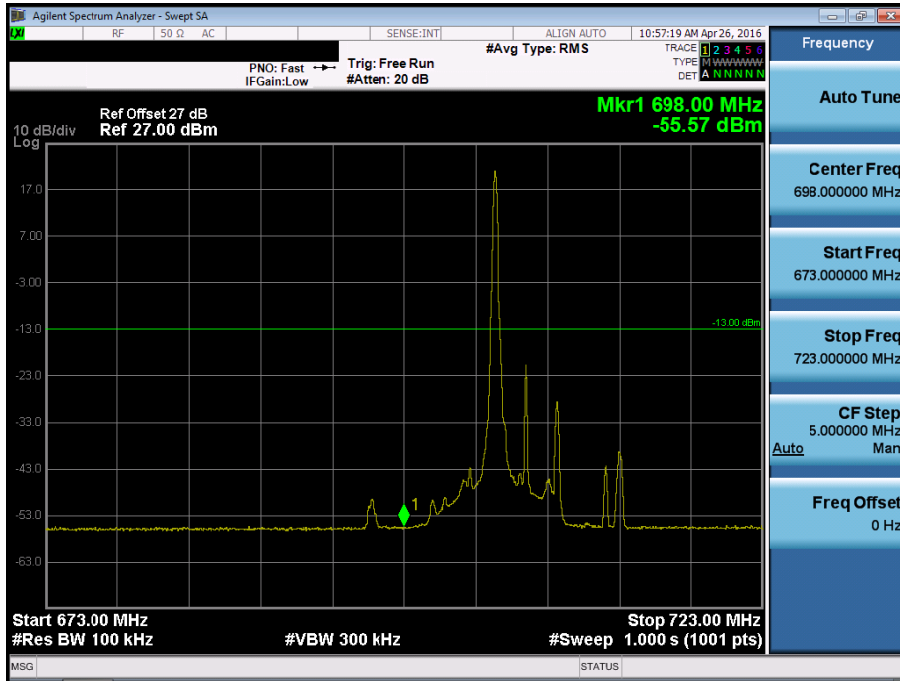 Agilent Spectrum Analyzer - Swept SA
LXI RF 50 Ω AC SENSE:INT ALIGN AUTO 10:57:19 AM Apr 26, 2016
#Avg Type: RMS TRACE 1 2 3 4 5 6
PNO: Fast Trig: Free Run TYPE M WWWWW
IFGain:Low #Atten: 20 dB DET A N N N N N
Mkr1 698.00 MHz
-55.57 dBm
Ref Offset 27 dB
10 dB/div Ref 27.00 dBm
Log
17.0
7.00
-3.00
-13.0
-13.00 dBm
-23.0
-33.0
-43.0
-53.0
1
-63.0
Start 673.00 MHz Stop 723.00 MHz
#Res BW 100 kHz #VBW 300 kHz #Sweep 1.000 s (1001 pts)
MSG STATUS
Frequency
Auto Tune
Center Freq
698.000000 MHz
Start Freq
673.000000 MHz
Stop Freq
723.000000 MHz
CF Step
5.000000 MHz
Auto Man
Freq Offset
0 Hz